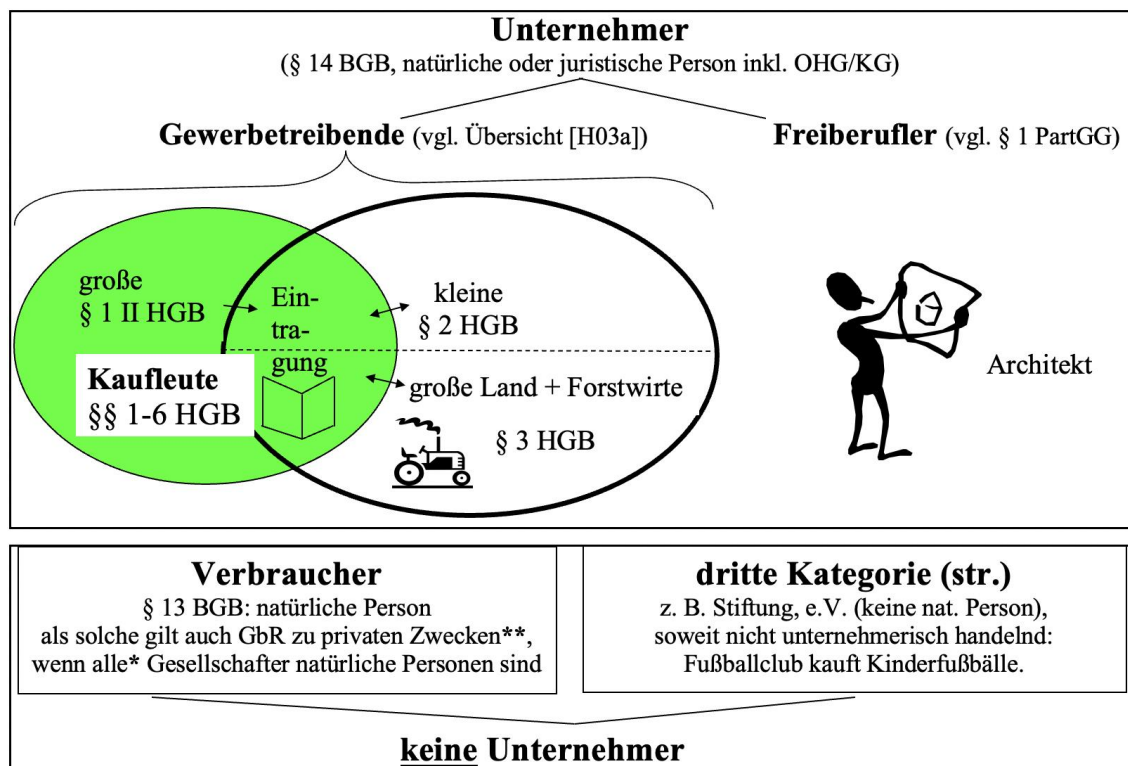 Unternehmer
(§ 14 BGB, natürliche oder juristische Person inkl. OHG/KG)
Gewerbetreibende (vgl. Übersicht [H03a])
Freiberufler (vgl. § 1 PartGG)
große
§ 1 II HGB
Ein-
tra-
gung
kleine
§ 2 HGB
Kaufleute
§§ 1-6 HGB
große Land + Forstwirte
§ 3 HGB
Architekt
Verbraucher
§ 13 BGB: natürliche Person
als solche gilt auch GbR zu privaten Zwecken**,
wenn alle* Gesellschafter natürliche Personen sind
dritte Kategorie (str.)
z. B. Stiftung, e.V. (keine nat. Person),
soweit nicht unternehmerisch handelnd:
Fußballclub kauft Kinderfußbälle.
keine Unternehmer